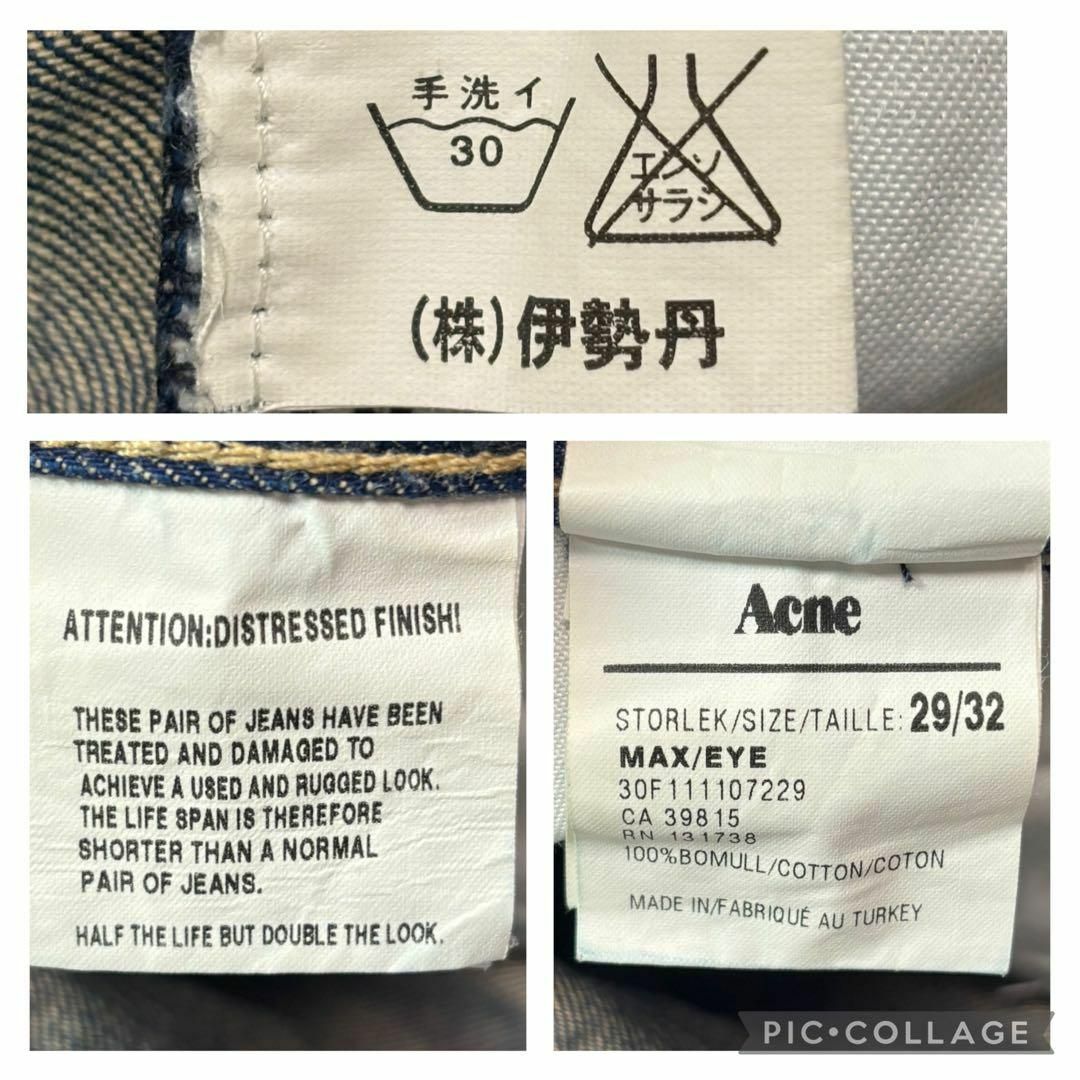 手洗イ
30
エンソ
サラシ
(株)伊勢丹
ATTENTION:DISTRESSED FINISH!
THESE PAIR OF JEANS HAVE BEEN
TREATED AND DAMAGED TO
ACHIEVE A USED AND RUGGED LOOK.
THE LIFE SPAN IS THEREFORE
SHORTER THAN A NORMAL
PAIR OF JEANS.
HALF THE LIFE BUT DOUBLE THE LOOK.
Acne
STORLEK/SIZE/TAILLE: 29/32
MAX/EYE
30F111107229
CA 39815
RN 131738
100%BOMULL/COTTON/COTON
MADE IN/FABRIQUÉ AU TURKEY
PIC•COLLAGE